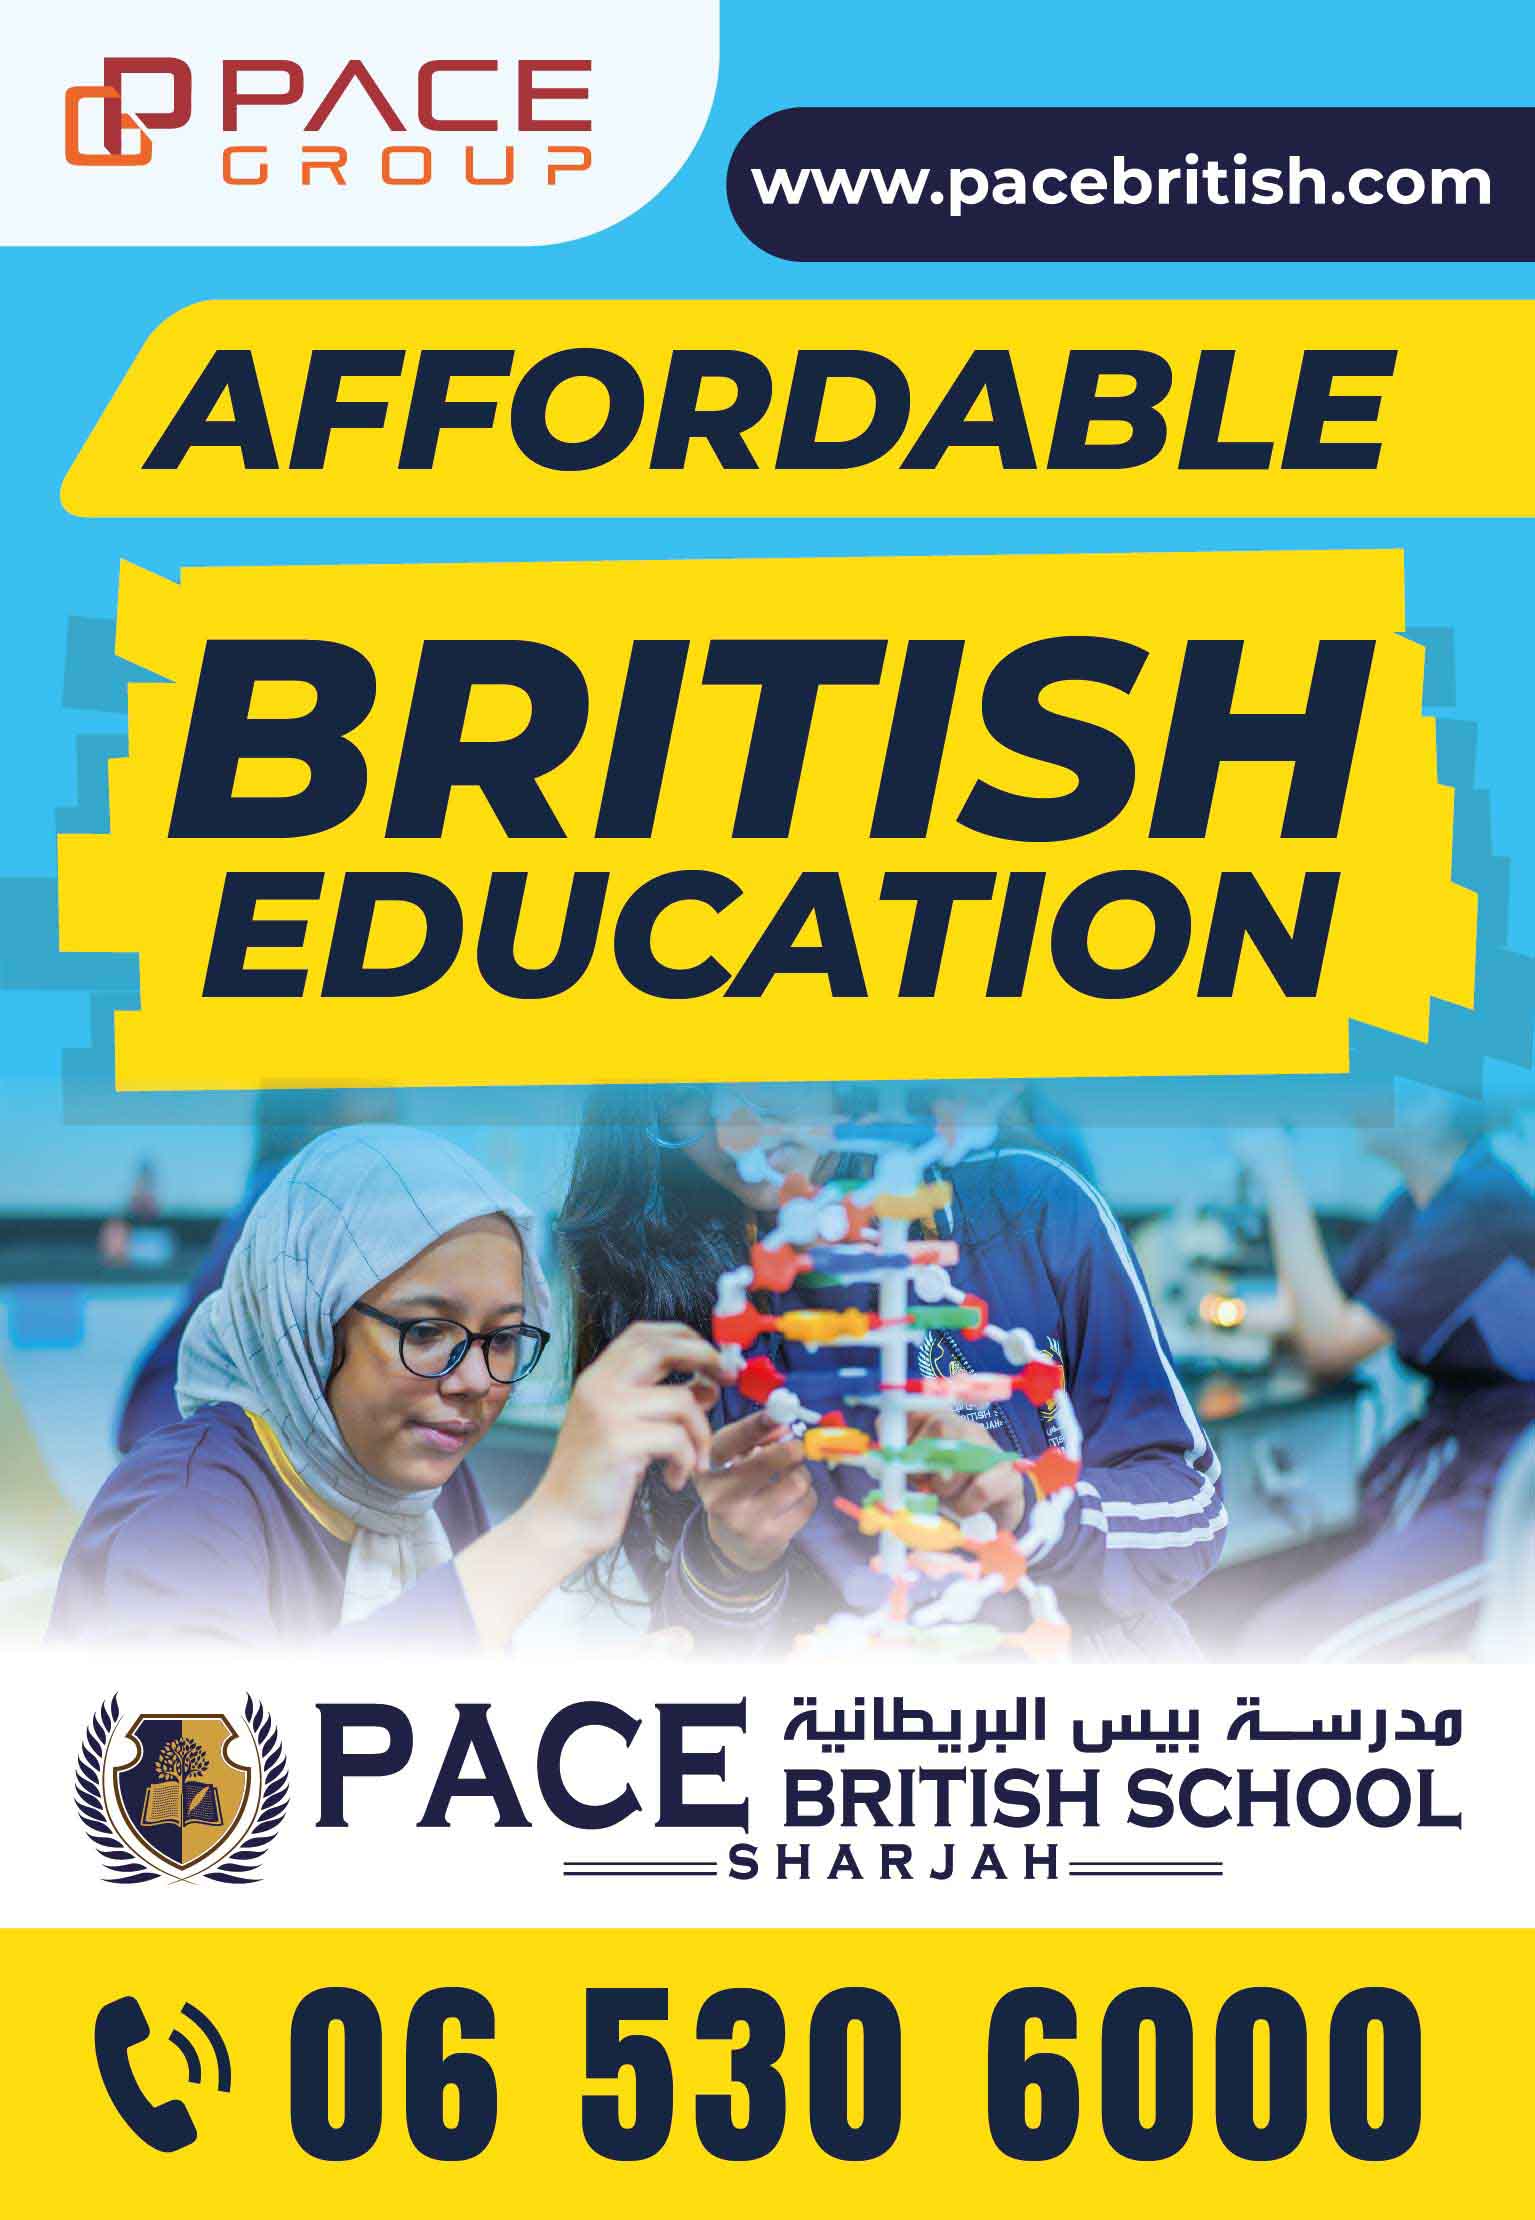 PACE
GROUP
www.pacebritish.com
AFFORDABLE
BRITISH
EDUCATION
PACE
مدرسة بيس البريطانية
BRITISH SCHOOL
SHARJAH
06 530 6000